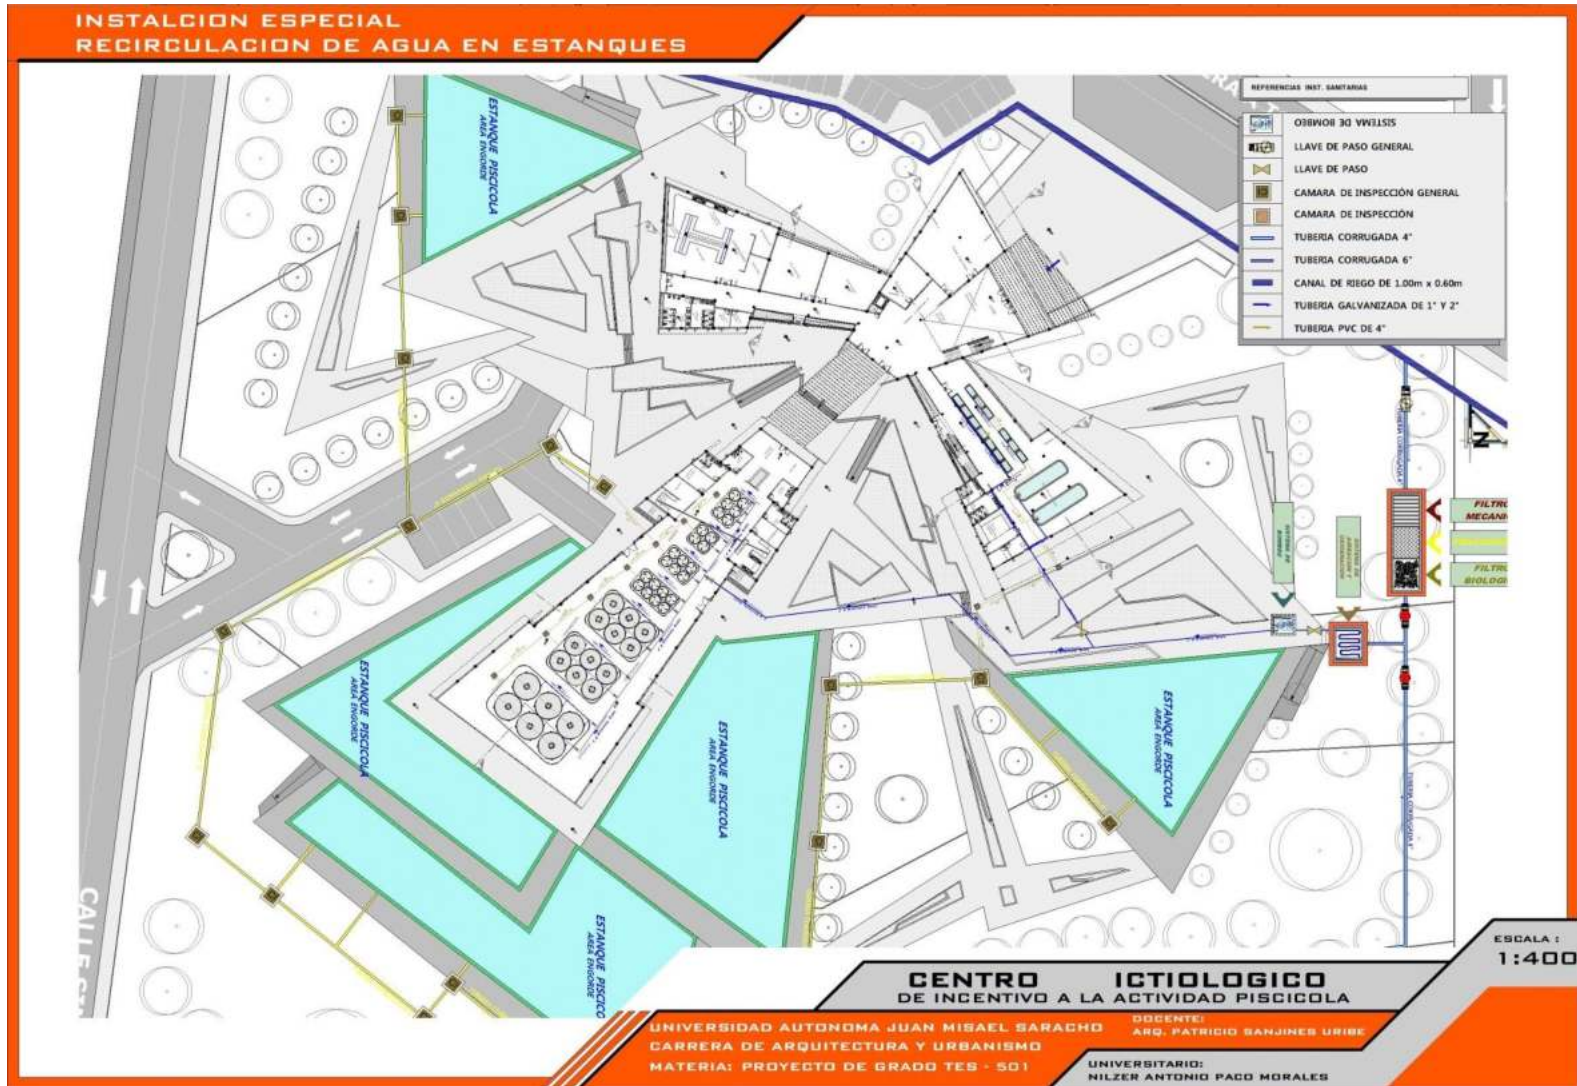 INSTALCION ESPECIAL
RECIRCULACION DE AGUA EN ESTANQUES
REFERENCIAS INST. SANITARIAS
SISTEMA DE BOMBEO
LLAVE DE PASO GENERAL
LLAVE DE PASO
CAMARA DE INSPECCIÓN GENERAL
CAMARA DE INSPECCIÓN
TUBERIA CORRUGADA 4"
TUBERIA CORRUGADA 6"
CANAL DE RIEGO DE 1.00m x 0.60m
TUBERIA GALVANIZADA DE 1" Y 2"
TUBERIA PVC DE 4"
ESTANQUE PISCICOLA
AREA ENGORDE
N
FILTRO
MECANI
FILTRO
BIOLOGI
SISTEMA DE
BOMBEO
ESTANQUE PISCICOLA
AREA ENGORDE
ESTANQUE PISCICOLA
AREA ENGORDE
ESTANQUE PISCICOLA
AREA ENGORDE
ESTANQUE PISCICO
AREA ENGORDE
CALLE
ESCALA :
1:400
CENTRO ICTIOLOGICO
DE INCENTIVO A LA ACTIVIDAD PISCICOLA
UNIVERSIDAD AUTONOMA JUAN MISAEL SARACHO
CARRERA DE ARQUITECTURA Y URBANISMO
MATERIA: PROYECTO DE GRADO TES - 501
DOCENTE:
ARQ. PATRICIO SANJINES URIBE
UNIVERSITARIO:
NILZER ANTONIO PACO MORALES